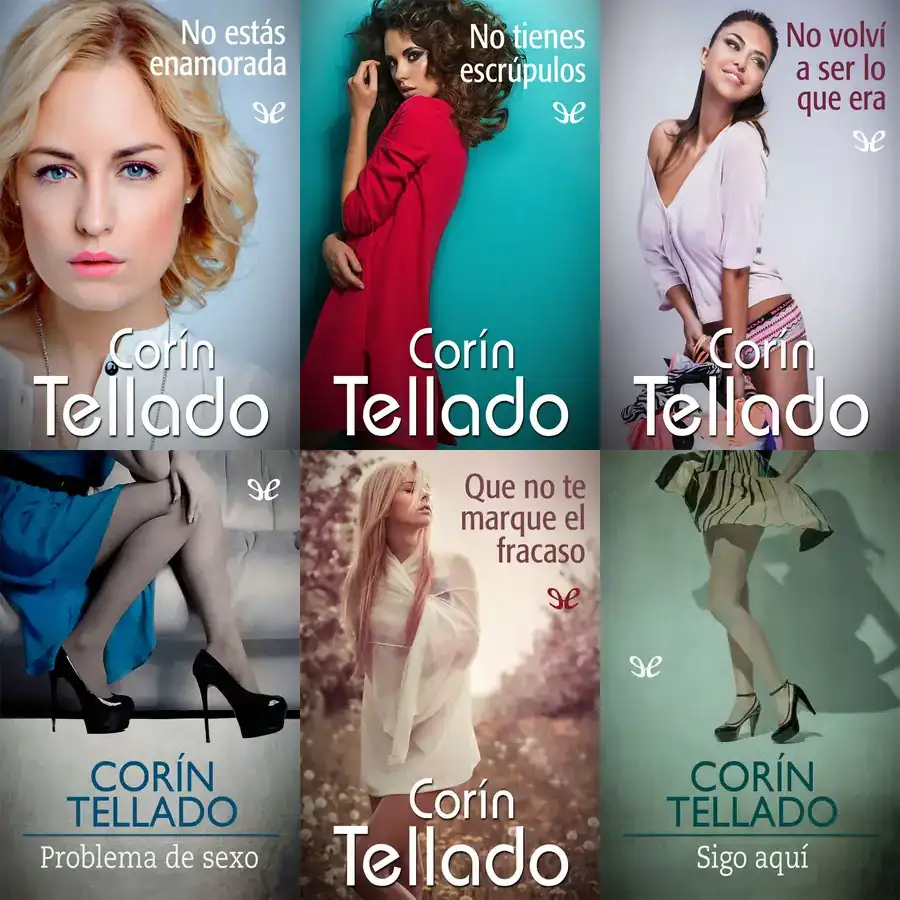 No estás
enamorada
Corín
Tellado
No tienes
escrúpulos
Corín
Tellado
No volví
a ser lo
que era
Corín
Tellado
CORÍN
TELLADO
Problema de sexo
Que no te
marque el
fracaso
Corín
Tellado
CORÍN
TELLADO
Sigo aquí